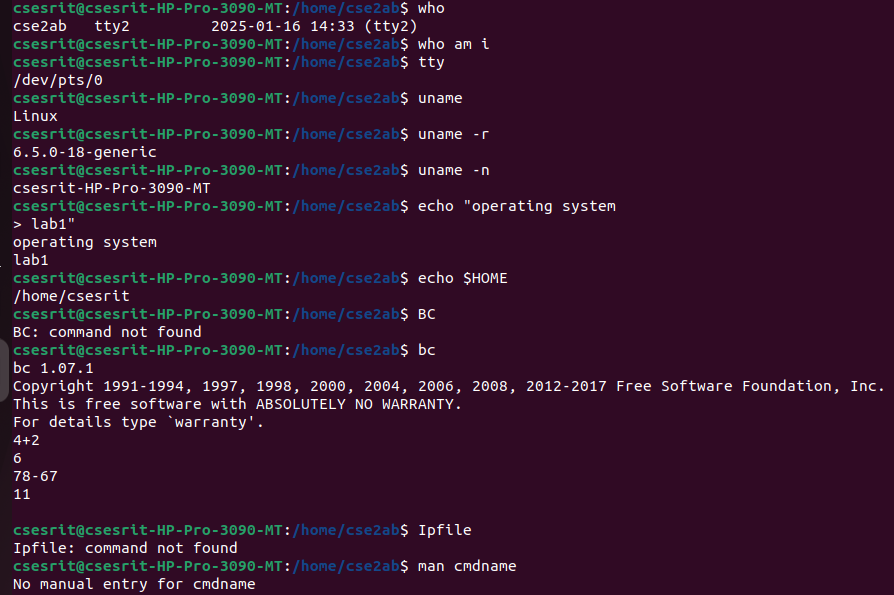 csesrit@csesrit-HP-Pro-3090-MT:/home/cse2ab$ who
cse2ab   tty2         2025-01-16 14:33 (tty2)
csesrit@csesrit-HP-Pro-3090-MT:/home/cse2ab$ who am i
csesrit@csesrit-HP-Pro-3090-MT:/home/cse2ab$ tty
/dev/pts/0
csesrit@csesrit-HP-Pro-3090-MT:/home/cse2ab$ uname
Linux
csesrit@csesrit-HP-Pro-3090-MT:/home/cse2ab$ uname -r
6.5.0-18-generic
csesrit@csesrit-HP-Pro-3090-MT:/home/cse2ab$ uname -n
csesrit-HP-Pro-3090-MT
csesrit@csesrit-HP-Pro-3090-MT:/home/cse2ab$ echo "operating system
> lab1"
operating system
lab1
csesrit@csesrit-HP-Pro-3090-MT:/home/cse2ab$ echo $HOME
/home/csesrit
csesrit@csesrit-HP-Pro-3090-MT:/home/cse2ab$ BC
BC: command not found
csesrit@csesrit-HP-Pro-3090-MT:/home/cse2ab$ bc
bc 1.07.1
Copyright 1991-1994, 1997, 1998, 2000, 2004, 2006, 2008, 2012-2017 Free Software Foundation, Inc.
This is free software with ABSOLUTELY NO WARRANTY.
For details type `warranty'.
4+2
6
78-67
11
csesrit@csesrit-HP-Pro-3090-MT:/home/cse2ab$ Ipfile
Ipfile: command not found
csesrit@csesrit-HP-Pro-3090-MT:/home/cse2ab$ man cmdname
No manual entry for cmdname